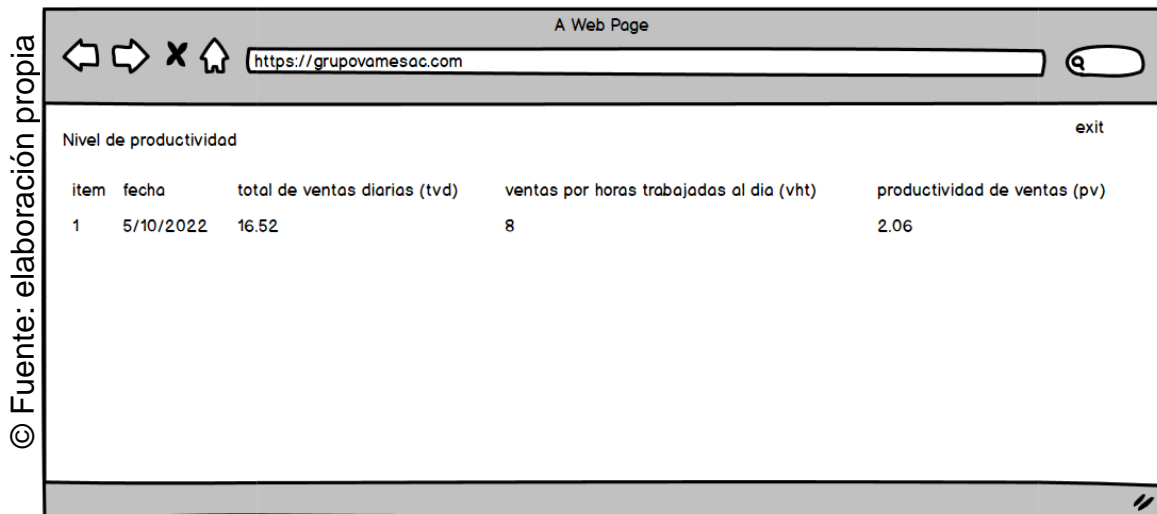 A Web Page
https://grupovamesac.com
exit
Nivel de productividad
item fecha total de ventas diarias (tvd) ventas por horas trabajadas al dia (vht) productividad de ventas (pv)
1 5/10/2022 16.52 8 2.06
© Fuente: elaboración propia